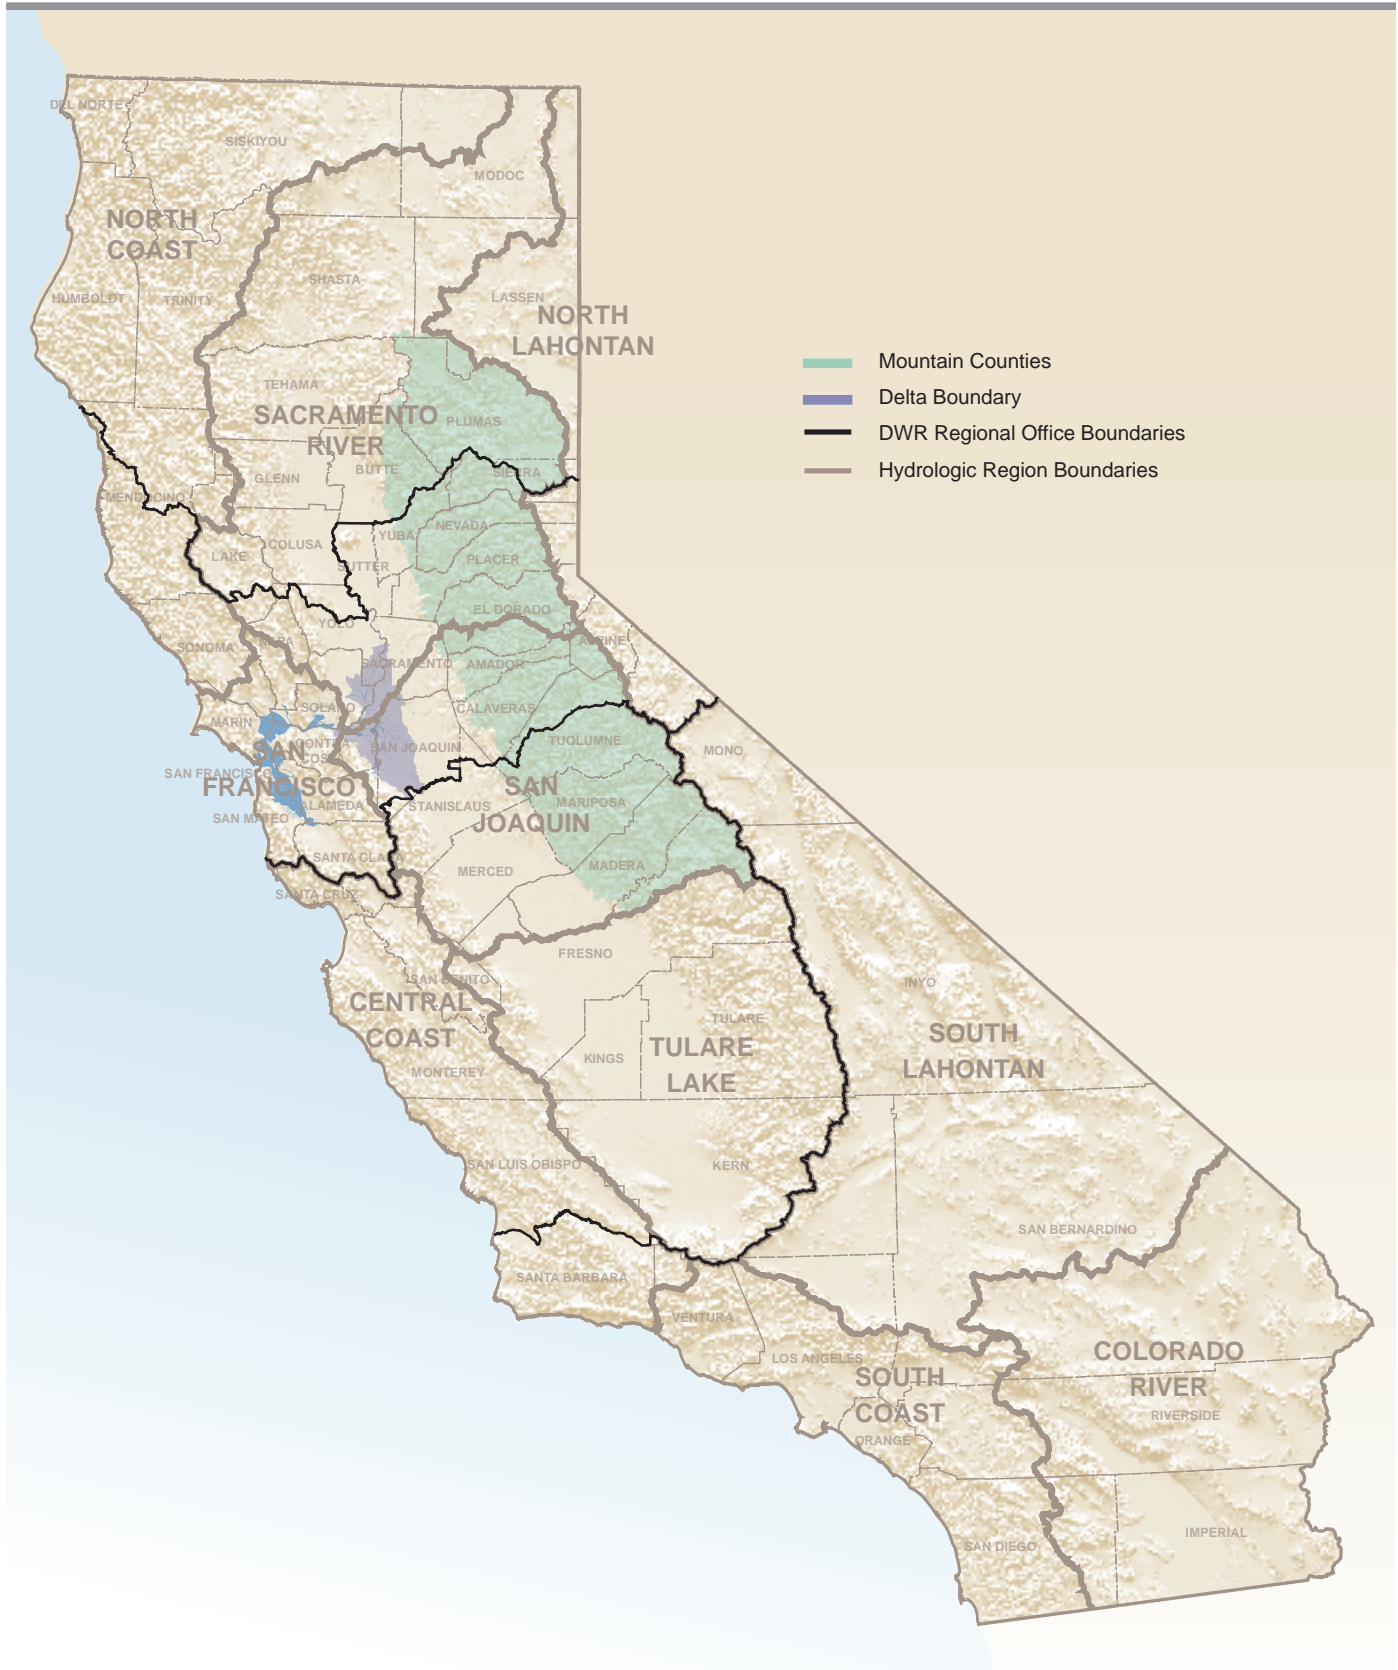 DEL NORTE
SISKIYOU
MODOC
NORTH
COAST
SHASTA
LASSEN
HUMBOLDT
TRINITY
NORTH
LAHONTAN
Mountain Counties
Delta Boundary
DWR Regional Office Boundaries
Hydrologic Region Boundaries
TEHAMA
SACRAMENTO
RIVER
PLUMAS
BUTTE
GLENN
SIERRA
MENDOCINO
NEVADA
YUBA
COLUSA
LAKE
SUTTER
PLACER
EL DORADO
YOLO
NAPA
SONOMA
ALPINE
SACRAMENTO
AMADOR
SOLANO
CALAVERAS
MARIN
CONTRA
COSTA
SAN JOAQUIN
TUOLUMNE
MONO
SAN
FRANCISCO
SAN FRANCISCO
ALAMEDA
SAN MATEO
STANISLAUS
SAN
JOAQUIN
MARIPOSA
SANTA CLARA
MERCED
MADERA
SANTA CRUZ
FRESNO
SAN BENITO
INYO
CENTRAL
COAST
TULARE
TULARE
LAKE
KINGS
SOUTH
LAHONTAN
MONTEREY
SAN LUIS OBISPO
KERN
SAN BERNARDINO
SANTA BARBARA
VENTURA
LOS ANGELES
COLORADO
RIVER
SOUTH
COAST
RIVERSIDE
ORANGE
IMPERIAL
SAN DIEGO